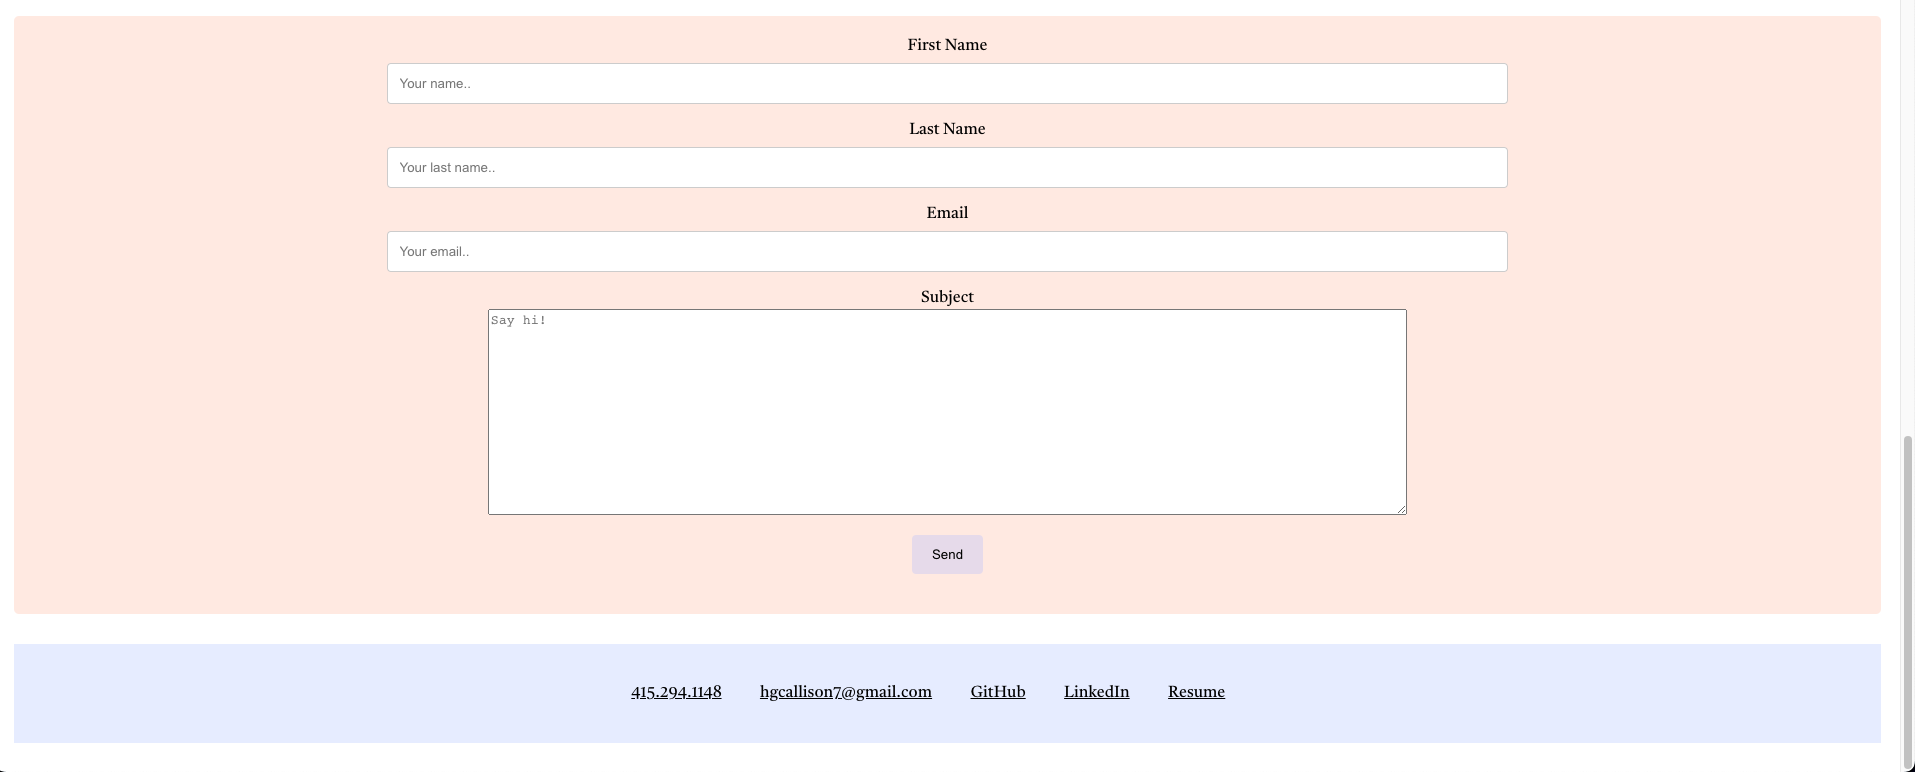 First Name
Your name..
Last Name
Your last name..
Email
Your email..
Subject
Say hi!
Send
415.294.1148 hgcallison7@gmail.com GitHub LinkedIn Resume